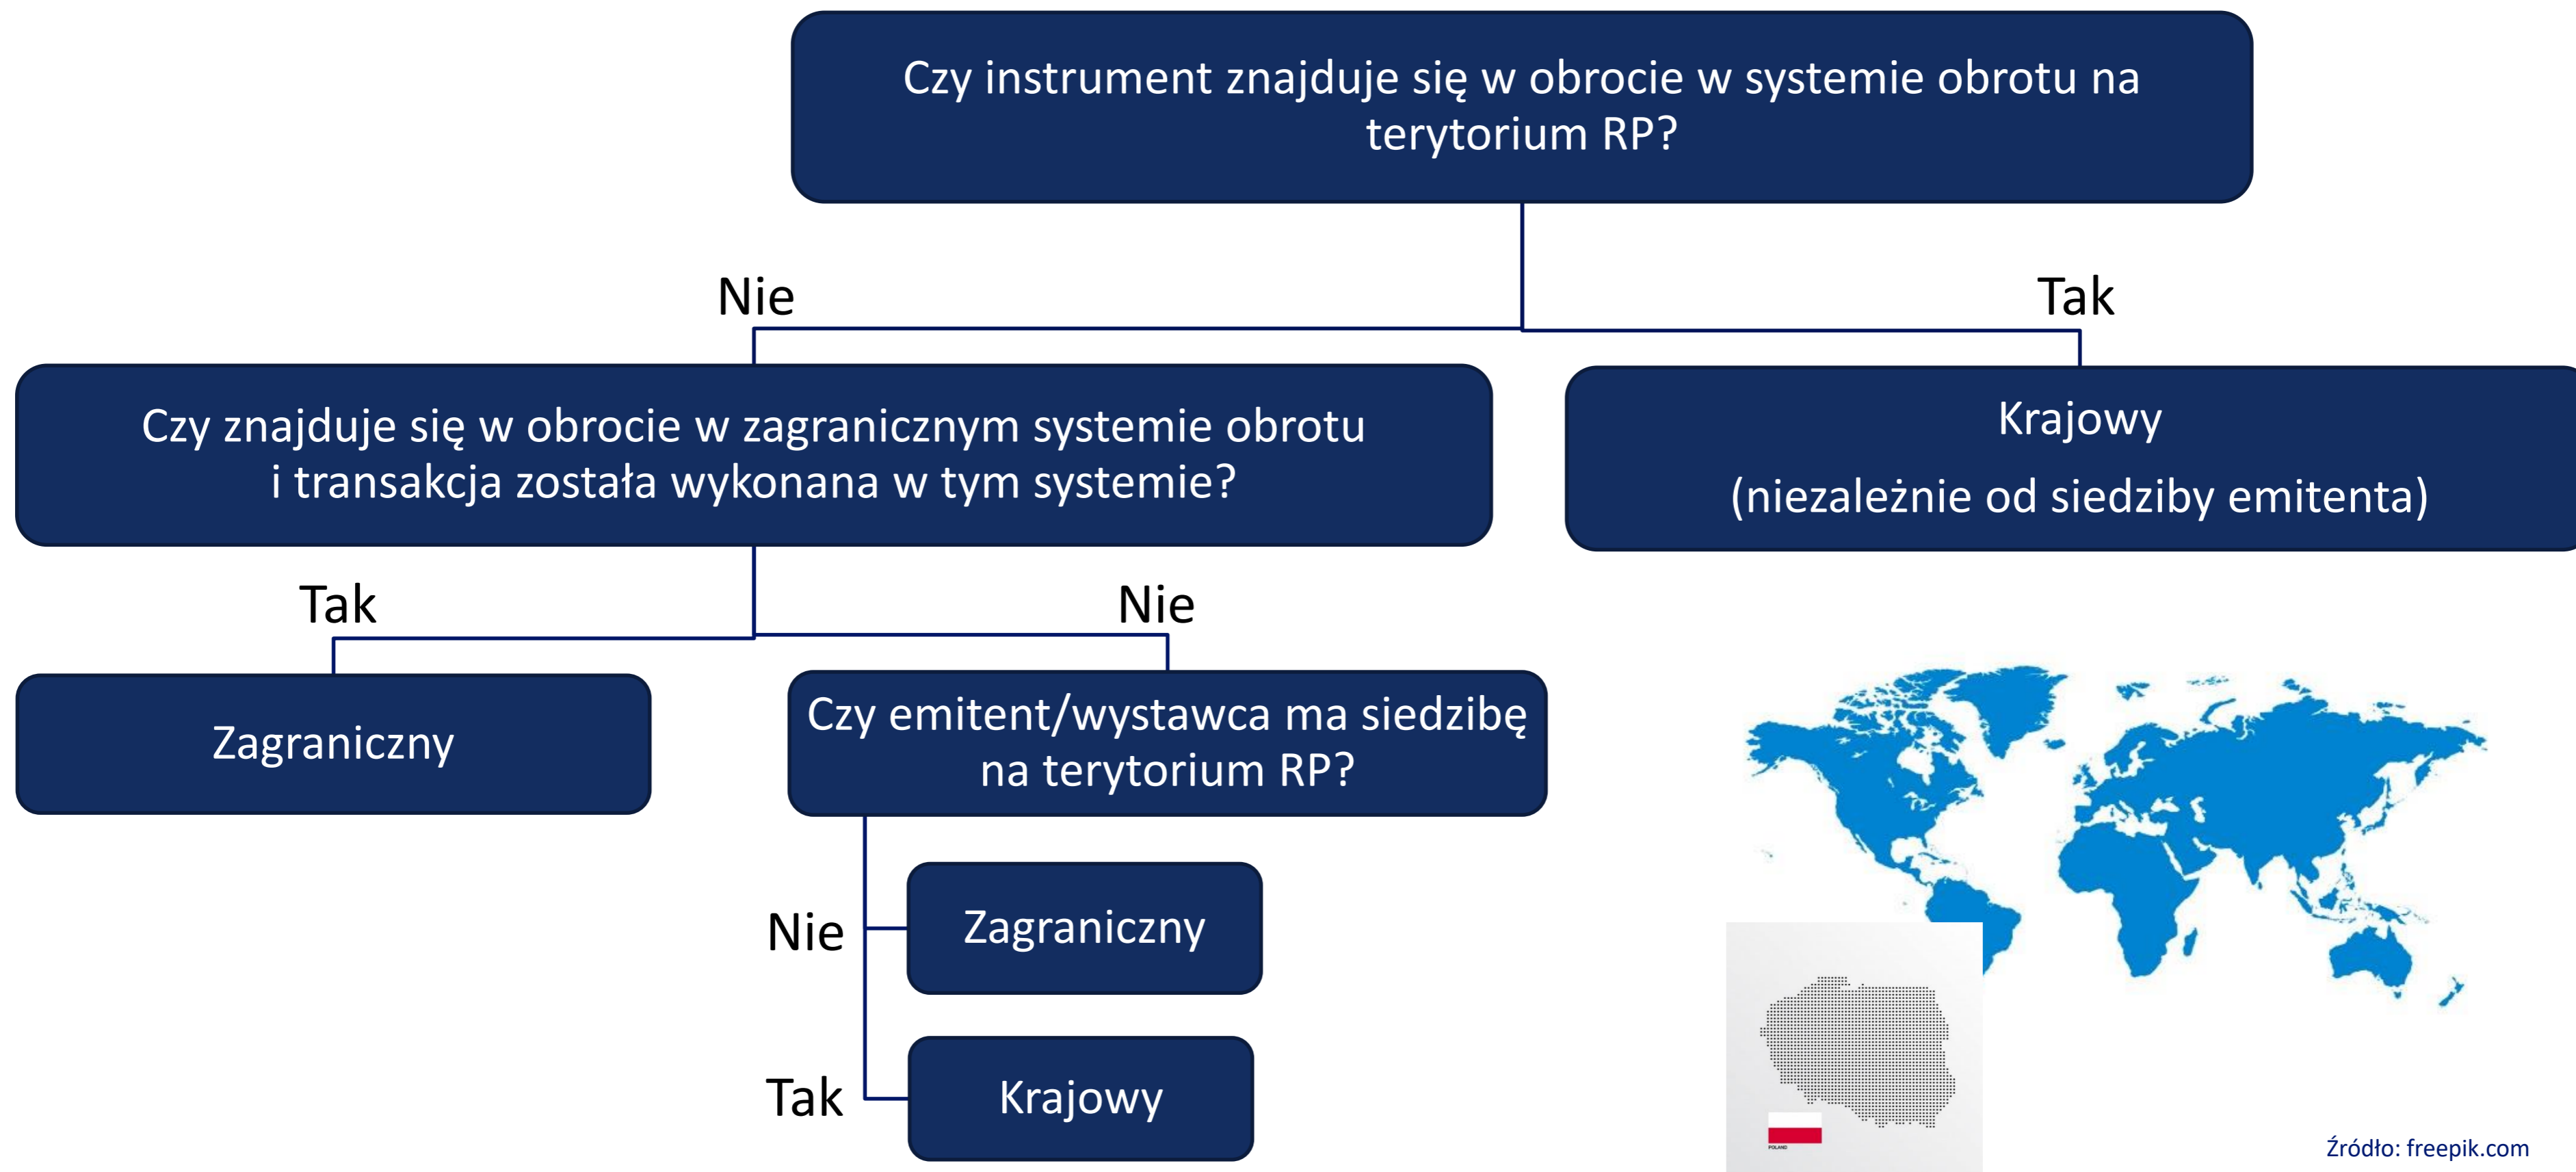 Czy instrument znajduje się w obrocie w systemie obrotu na
terytorium RP?
Nie
Tak
Czy znajduje się w obrocie w zagranicznym systemie obrotu
i transakcja została wykonana w tym systemie?
Krajowy
(niezależnie od siedziby emitenta)
Tak
Nie
Zagraniczny
Czy emitent/wystawca ma siedzibę
na terytorium RP?
Nie
Zagraniczny
Tak
Krajowy
POLAND
Źródło: freepik.com